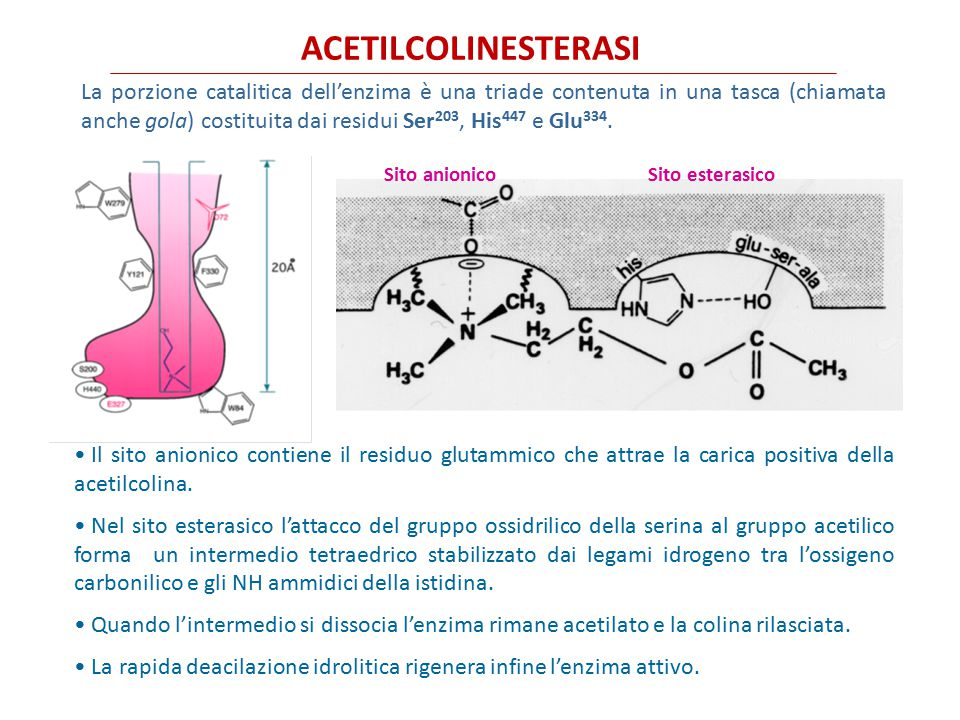 ACETILCOLINESTERASI
La porzione catalitica dell’enzima è una triade contenuta in una tasca (chiamata
anche gola) costituita dai residui Ser²⁰³, His⁴⁴⁷ e Glu³³⁴.
Sito anionico
Sito esterasico
HN
W279
D72
Y121
F330
20Å
OH
S200
H440
E327
HN
W84
C
O
O
−
H₃C
CH₃
+
N
H₃C
H₂
C
C
H₂
his
HN
N
HO
glu-ser-ala
O
C
O
CH₃
• Il sito anionico contiene il residuo glutammico che attrae la carica positiva della
acetilcolina.
• Nel sito esterasico l’attacco del gruppo ossidrilico della serina al gruppo acetilico
forma un intermedio tetraedrico stabilizzato dai legami idrogeno tra l’ossigeno
carbonilico e gli NH ammidici della istidina.
• Quando l’intermedio si dissocia l’enzima rimane acetilato e la colina rilasciata.
• La rapida deacilazione idrolitica rigenera infine l’enzima attivo.